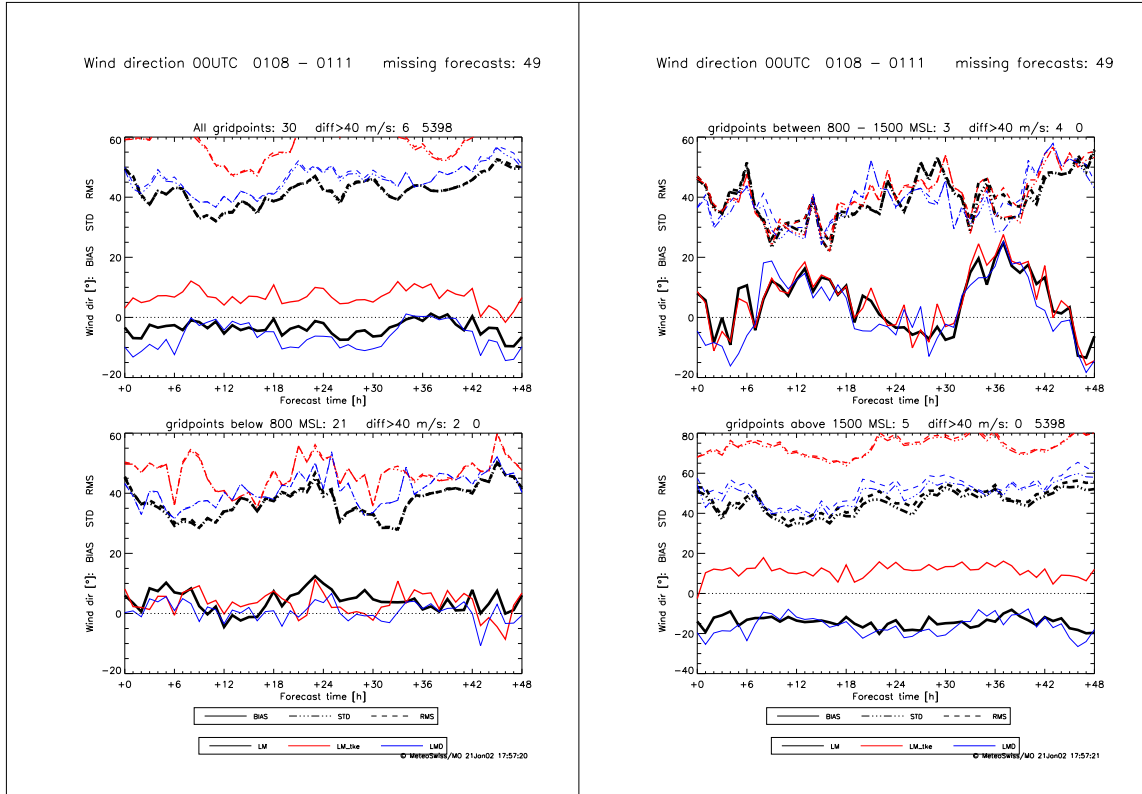 Wind direction 00UTC 0108 – 0111 missing forecasts: 49
All gridpoints: 30 diff>40 m/s: 6 5398
Wind dir [°]: BIAS STD RMS
60
40
20
0
−20
+0 +6 +12 +18 +24 +30 +36 +42 +48
Forecast time [h]
gridpoints below 800 MSL: 21 diff>40 m/s: 2 0
Wind dir [°]: BIAS STD RMS
60
40
20
0
−20
+0 +6 +12 +18 +24 +30 +36 +42 +48
Forecast time [h]
BIAS STD RMS
LM LM_tke LMD
© MeteoSwiss/MO 21Jan02 17:57:20
Wind direction 00UTC 0108 – 0111 missing forecasts: 49
gridpoints between 800 – 1500 MSL: 3 diff>40 m/s: 4 0
Wind dir [°]: BIAS STD RMS
60
40
20
0
−20
+0 +6 +12 +18 +24 +30 +36 +42 +48
Forecast time [h]
gridpoints above 1500 MSL: 5 diff>40 m/s: 0 5398
Wind dir [°]: BIAS STD RMS
80
60
40
20
0
−20
−40
+0 +6 +12 +18 +24 +30 +36 +42 +48
Forecast time [h]
BIAS STD RMS
LM LM_tke LMD
© MeteoSwiss/MO 21Jan02 17:57:21